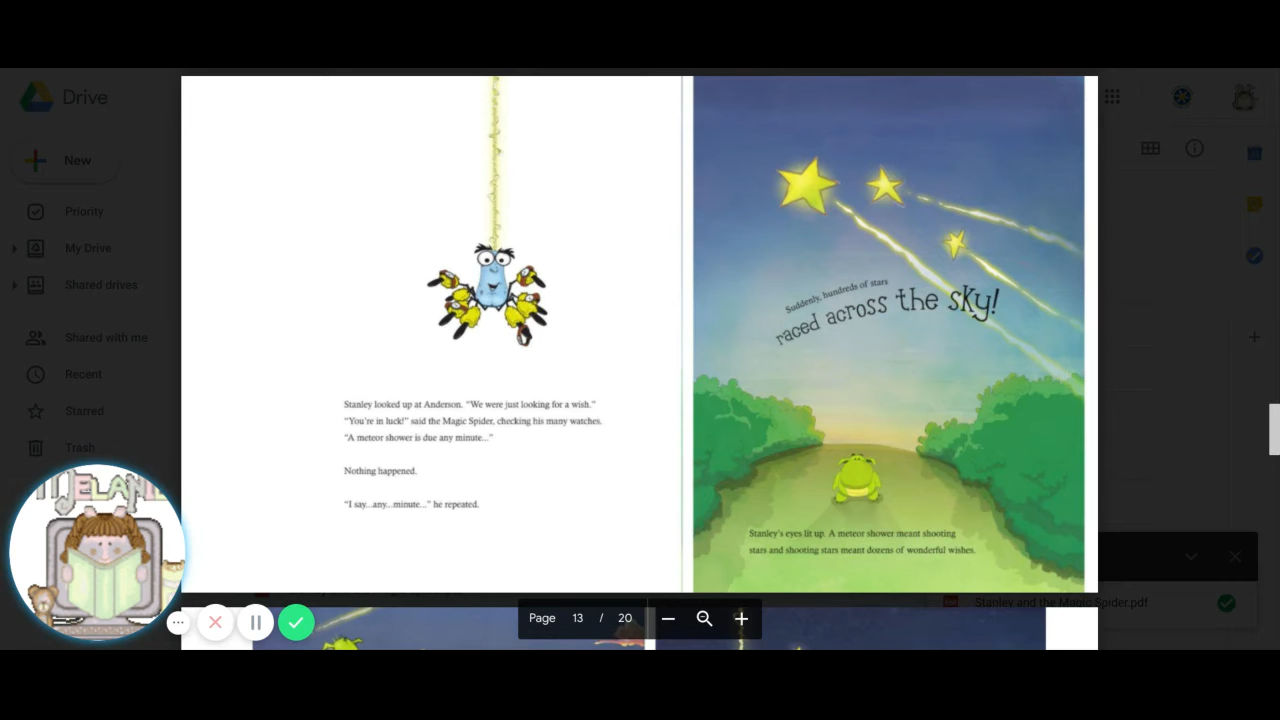 Drive
New
Priority
My Drive
Shared drives
Shared with me
Recent
Starred
Trash
Stanley looked up at Anderson. “We were just looking for a wish.”
“You’re in luck!” said the Magic Spider, checking his many watches.
“A meteor shower is due any minute...”
Nothing happened.
“I say...any...minute...” he repeated.
Suddenly, hundreds of stars
raced across the sky!
Stanley’s eyes lit up. A meteor shower meant shooting
stars and shooting stars meant dozens of wonderful wishes.
Stanley and the Magic Spider.pdf
Page 13 / 20